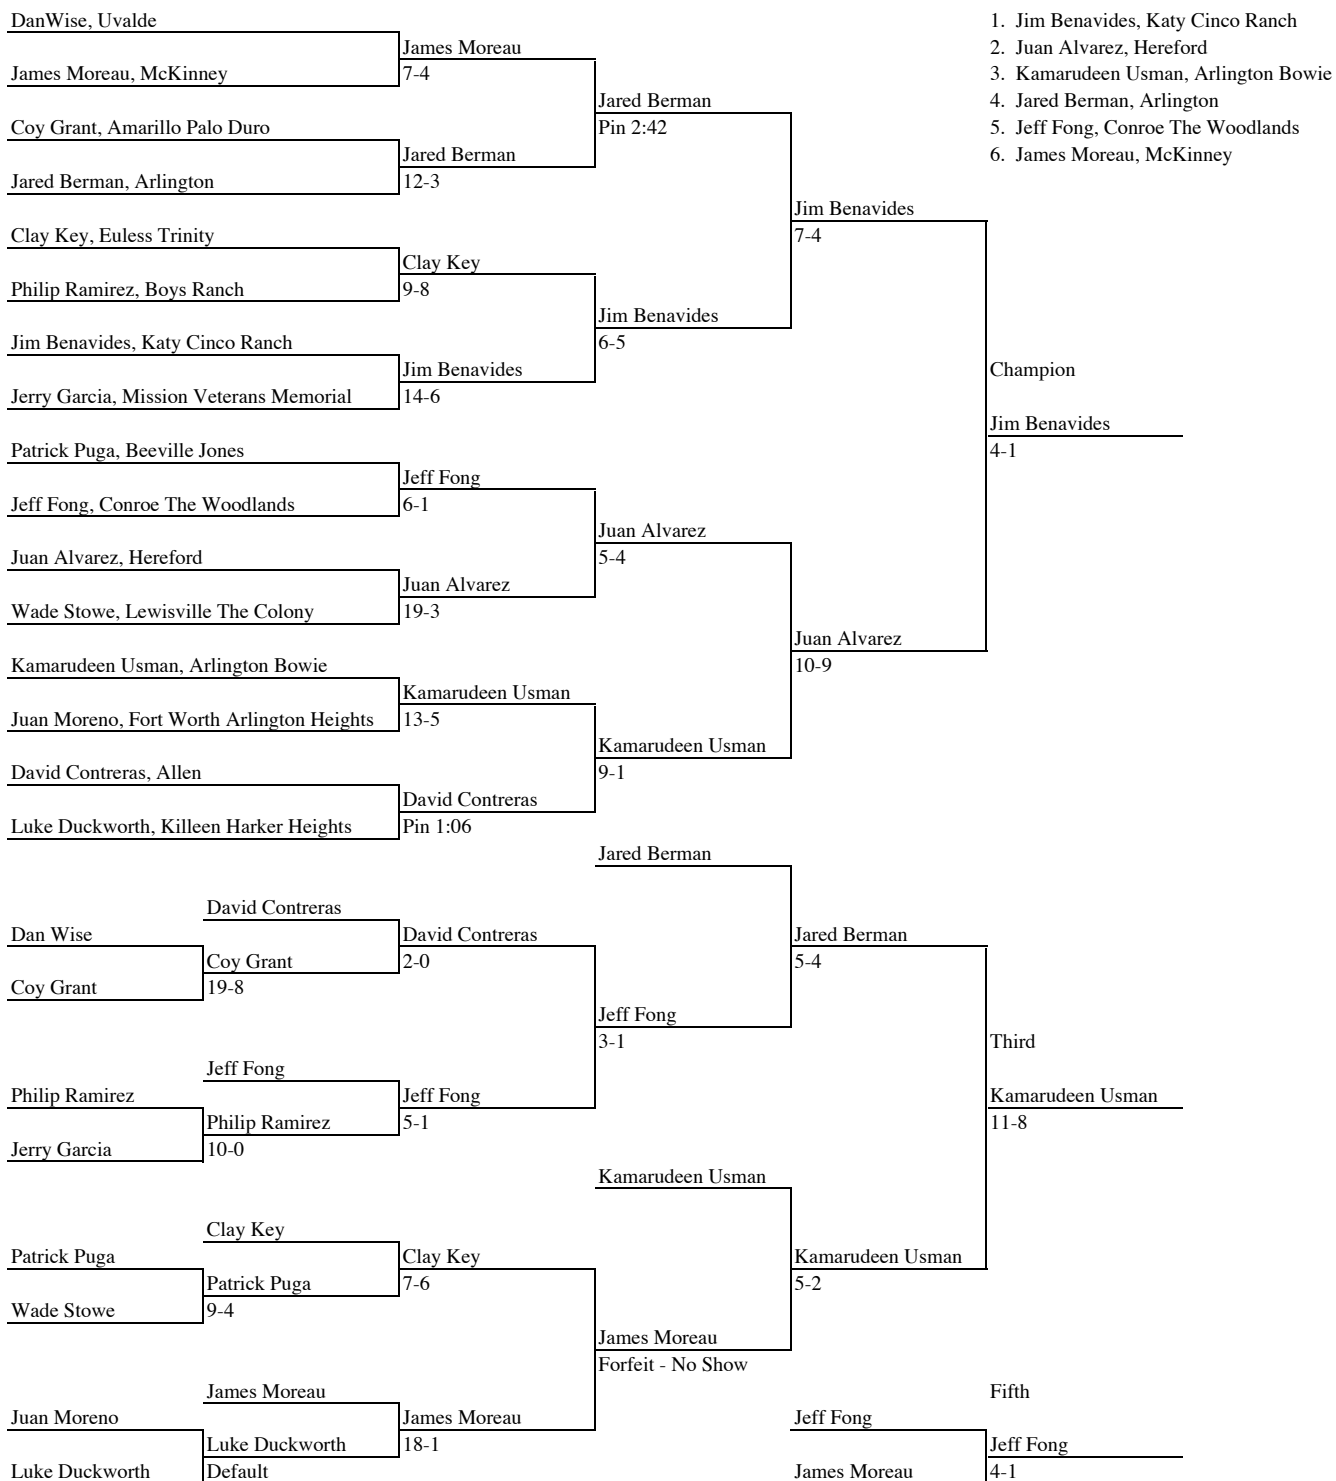 DanWise, Uvalde
1. Jim Benavides, Katy Cinco Ranch
James Moreau
2. Juan Alvarez, Hereford
James Moreau, McKinney
7-4
3. Kamarudeen Usman, Arlington Bowie
Jared Berman
4. Jared Berman, Arlington
Coy Grant, Amarillo Palo Duro
Pin 2:42
5. Jeff Fong, Conroe The Woodlands
Jared Berman
6. James Moreau, McKinney
Jared Berman, Arlington
12-3
Jim Benavides
Clay Key, Euless Trinity
7-4
Clay Key
Philip Ramirez, Boys Ranch
9-8
Jim Benavides
Jim Benavides, Katy Cinco Ranch
6-5
Jim Benavides
Champion
Jerry Garcia, Mission Veterans Memorial
14-6
Jim Benavides
Patrick Puga, Beeville Jones
4-1
Jeff Fong
Jeff Fong, Conroe The Woodlands
6-1
Juan Alvarez
Juan Alvarez, Hereford
5-4
Juan Alvarez
Wade Stowe, Lewisville The Colony
19-3
Juan Alvarez
Kamarudeen Usman, Arlington Bowie
10-9
Kamarudeen Usman
Juan Moreno, Fort Worth Arlington Heights
13-5
Kamarudeen Usman
David Contreras, Allen
9-1
David Contreras
Luke Duckworth, Killeen Harker Heights
Pin 1:06
Jared Berman
David Contreras
Dan Wise
David Contreras
Jared Berman
Coy Grant
2-0
5-4
Coy Grant
19-8
Jeff Fong
3-1
Third
Jeff Fong
Philip Ramirez
Jeff Fong
Kamarudeen Usman
Philip Ramirez
5-1
11-8
Jerry Garcia
10-0
Kamarudeen Usman
Clay Key
Patrick Puga
Clay Key
Kamarudeen Usman
Patrick Puga
7-6
5-2
Wade Stowe
9-4
James Moreau
Forfeit - No Show
James Moreau
Fifth
Juan Moreno
James Moreau
Jeff Fong
Luke Duckworth
18-1
Jeff Fong
Luke Duckworth
Default
James Moreau
4-1